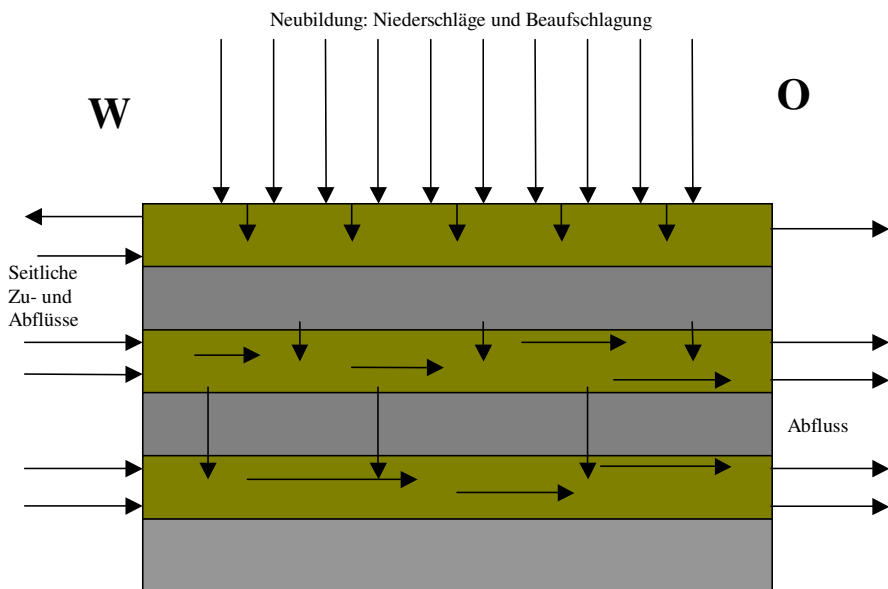 Neubildung: Niederschläge und Beaufschlagung
W
O
Seitliche
Zu- und
Abflüsse
Abfluss